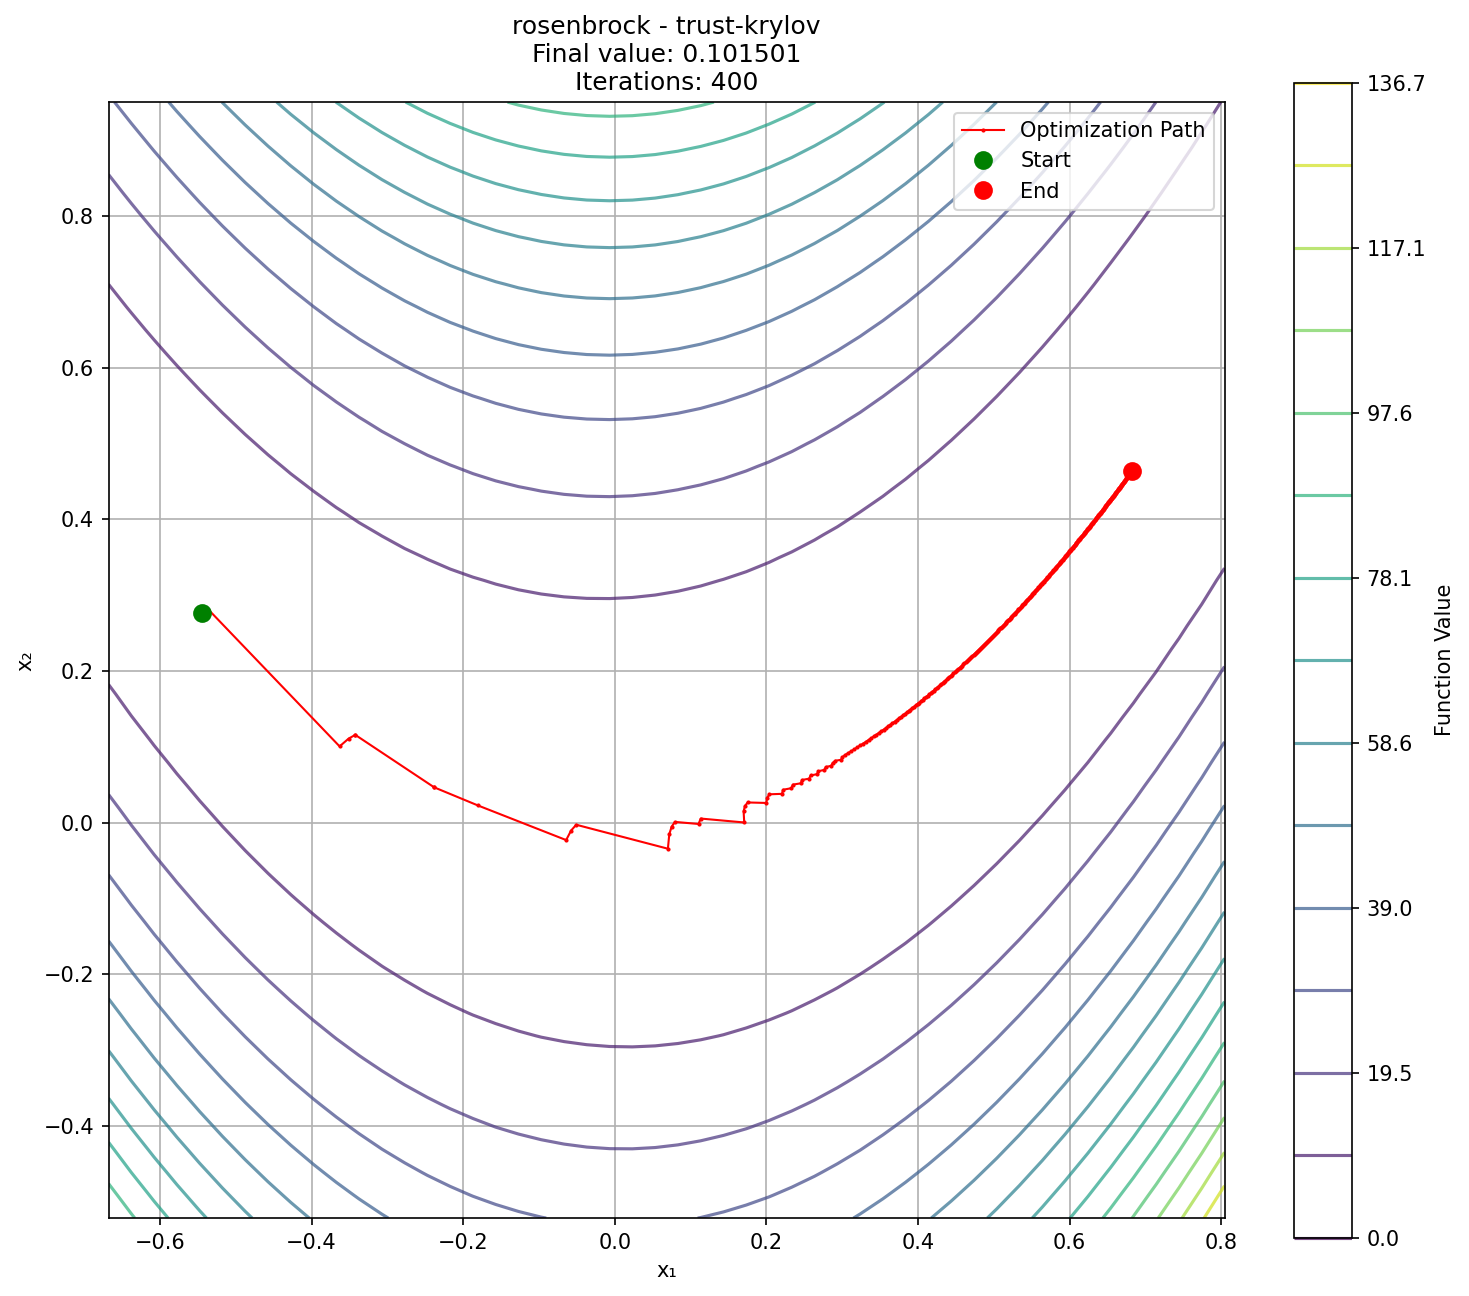 rosenbrock - trust-krylov
Final value: 0.101501
Iterations: 400
Optimization Path
Start
End
0.8
0.6
0.4
0.2
0.0
−0.2
−0.4
x₂
−0.6
−0.4
−0.2
0.0
0.2
0.4
0.6
0.8
x₁
136.7
117.1
97.6
78.1
58.6
39.0
19.5
0.0
Function Value